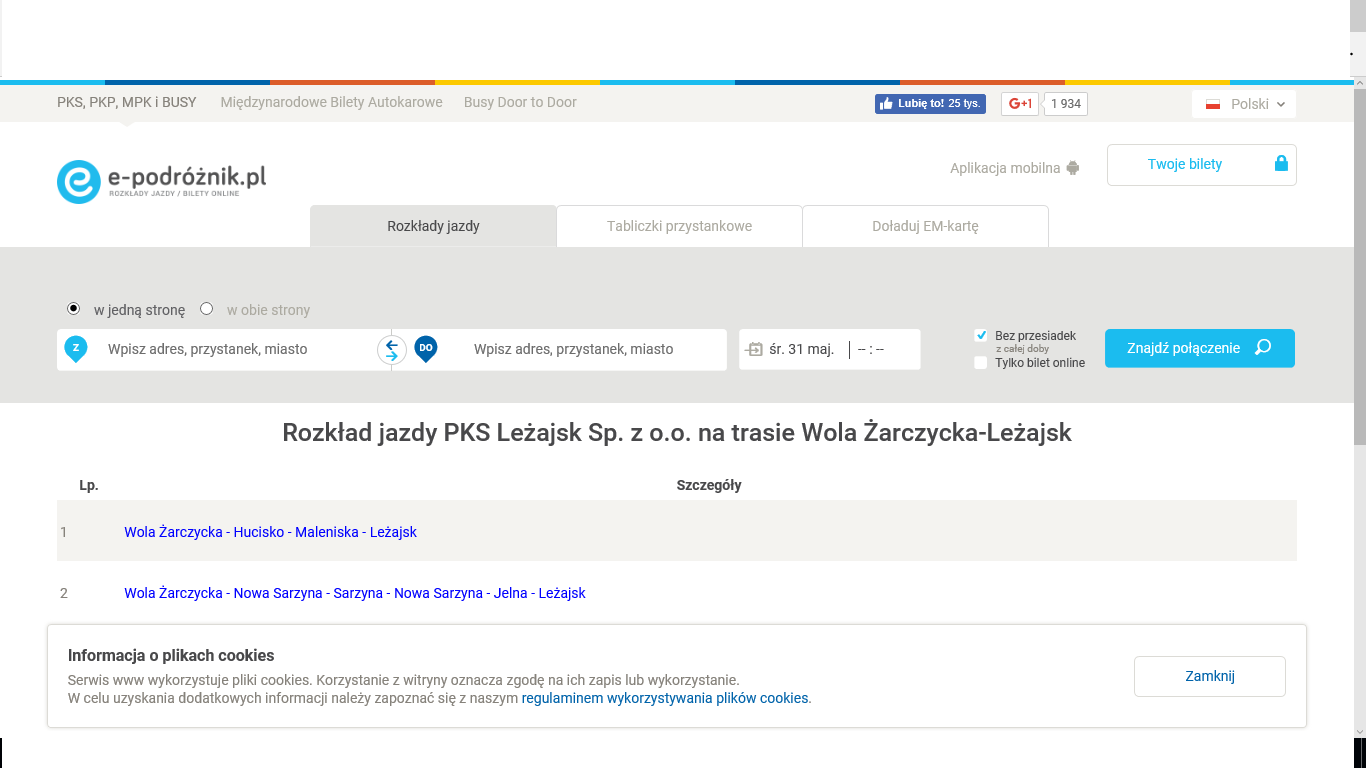 PKS, PKP, MPK i BUSY Międzynarodowe Bilety Autokarowe Busy Door to Door Lubię to! 25 tys. G+1 1 934 Polski
e-podróżnik.pl
ROZKŁADY JAZDY / BILETY ONLINE
Aplikacja mobilna Twoje bilety
Rozkłady jazdy Tabliczki przystankowe Doładuj EM-kartę
w jedną stronę w obie strony
Z Wpisz adres, przystanek, miasto DO Wpisz adres, przystanek, miasto śr. 31 maj. -- : --
Bez przesiadek
z całej doby
Tylko bilet online
Znajdź połączenie
Rozkład jazdy PKS Leżajsk Sp. z o.o. na trasie Wola Żarczycka-Leżajsk
Lp. Szczegóły
1 Wola Żarczycka - Hucisko - Maleniska - Leżajsk
2 Wola Żarczycka - Nowa Sarzyna - Sarzyna - Nowa Sarzyna - Jelna - Leżajsk
Informacja o plikach cookies
Serwis www wykorzystuje pliki cookies. Korzystanie z witryny oznacza zgodę na ich zapis lub wykorzystanie.
W celu uzyskania dodatkowych informacji należy zapoznać się z naszym regulaminem wykorzystywania plików cookies.
Zamknij